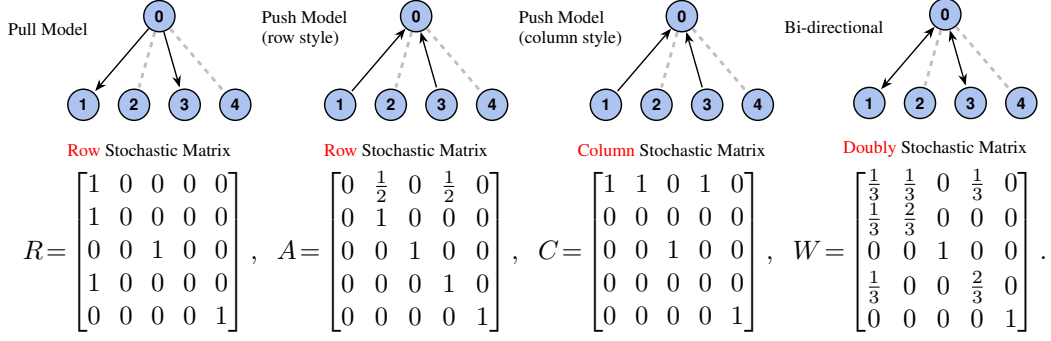 Pull Model
0
1 2 3 4
Row Stochastic Matrix
R = [1 0 0 0 0
1 0 0 0 0
0 0 1 0 0
1 0 0 0 0
0 0 0 0 1] ,
Push Model
(row style)
0
1 2 3 4
Row Stochastic Matrix
A = [0 1/2 0 1/2 0
0 1 0 0 0
0 0 1 0 0
0 0 0 1 0
0 0 0 0 1] ,
Push Model
(column style)
0
1 2 3 4
Column Stochastic Matrix
C = [1 1 0 1 0
0 0 0 0 0
0 0 1 0 0
0 0 0 0 0
0 0 0 0 1] ,
Bi-directional
0
1 2 3 4
Doubly Stochastic Matrix
W = [1/3 1/3 0 1/3 0
1/3 2/3 0 0 0
0 0 1 0 0
1/3 0 0 2/3 0
0 0 0 0 1] .